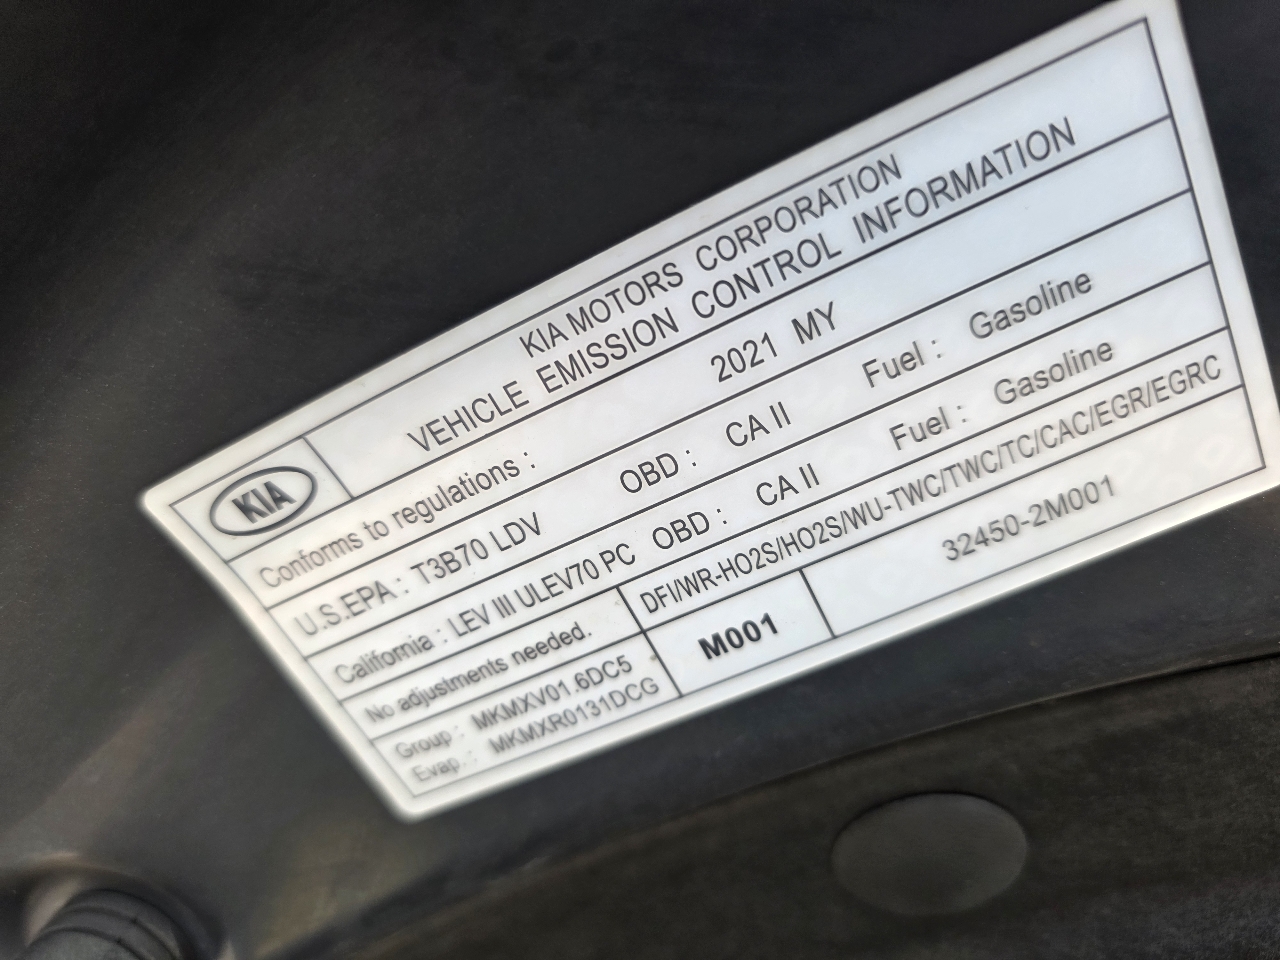 KIA
KIA MOTORS CORPORATION
VEHICLE EMISSION CONTROL INFORMATION
Conforms to regulations : 2021 MY
U.S.EPA : T3B70 LDV OBD : CA II Fuel : Gasoline
California : LEV III ULEV70 PC OBD : CA II Fuel : Gasoline
No adjustments needed. DFI/WR-HO2S/HO2S/WU-TWC/TWC/TC/CAC/EGR/EGRC
Group : MKMXV01.6DC5 M001 32450-2M001
Evap. : MKMXR0131DCG